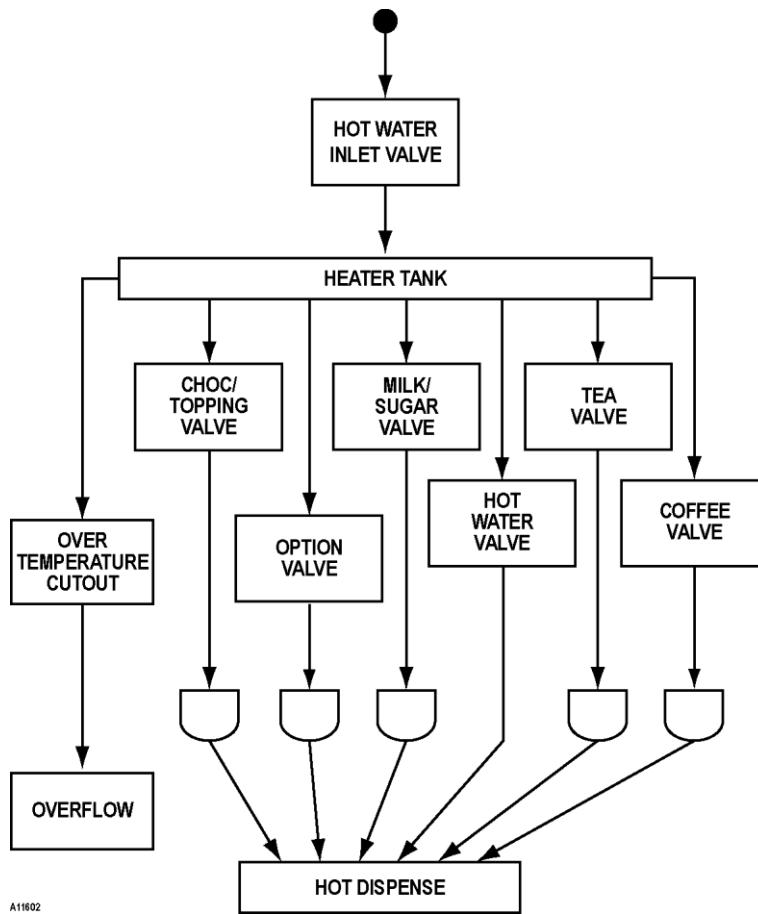 HOT WATER
INLET VALVE
HEATER TANK
CHOC/
TOPPING
VALVE
MILK/
SUGAR
VALVE
TEA
VALVE
HOT
WATER
VALVE
COFFEE
VALVE
OVER
TEMPERATURE
CUTOUT
OPTION
VALVE
OVERFLOW
HOT DISPENSE
A11602